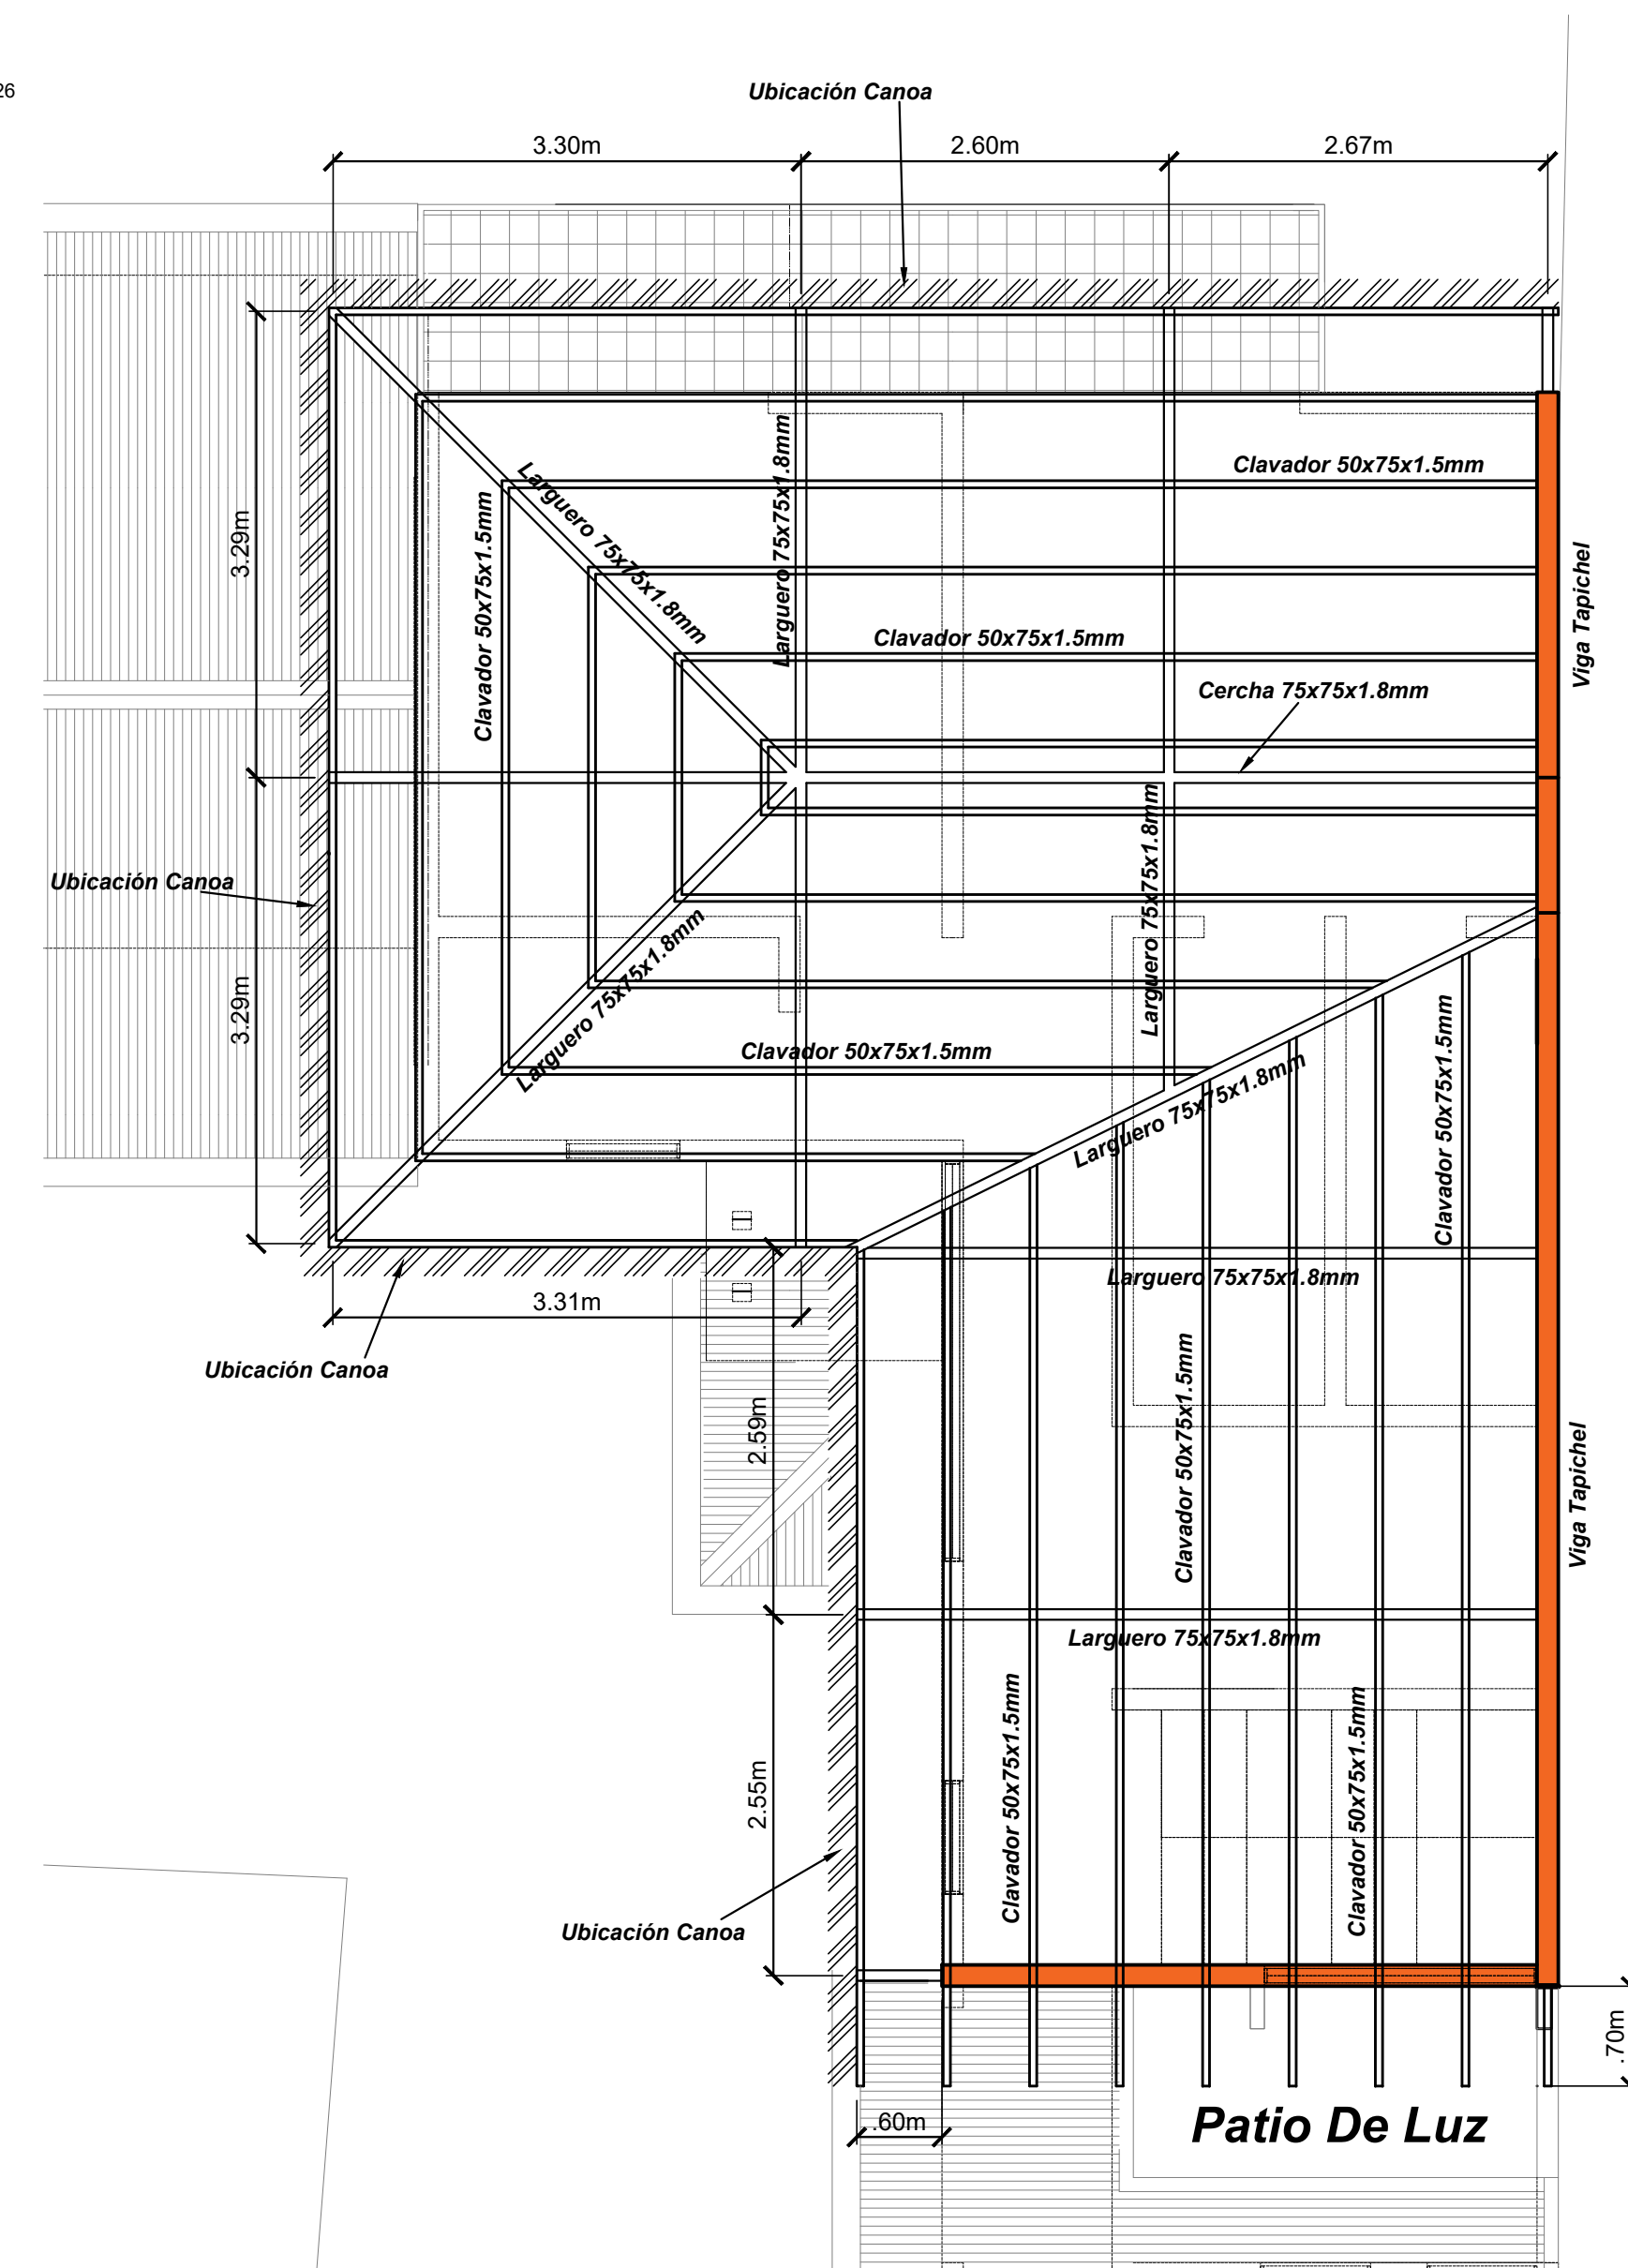 Ubicación Canoa
26
3.30m
2.60m
2.67m
Clavador 50x75x1.5mm
Larguero 75x75x1.8mm
Larguero 75x75x1.8mm
Clavador 50x75x1.5mm
3.29m
Viga Tapichel
Clavador 50x75x1.5mm
Cercha 75x75x1.8mm
Ubicación Canoa
Larguero 75x75x1.8mm
Larguero 75x75x1.8mm
3.29m
Clavador 50x75x1.5mm
Clavador 50x75x1.5mm
Larguero 75x75x1.8mm
Larguero 75x75x1.8mm
3.31m
Ubicación Canoa
2.59m
Clavador 50x75x1.5mm
Viga Tapichel
Larguero 75x75x1.8mm
2.55m
Clavador 50x75x1.5mm
Clavador 50x75x1.5mm
Ubicación Canoa
.70m
.60m
Patio De Luz